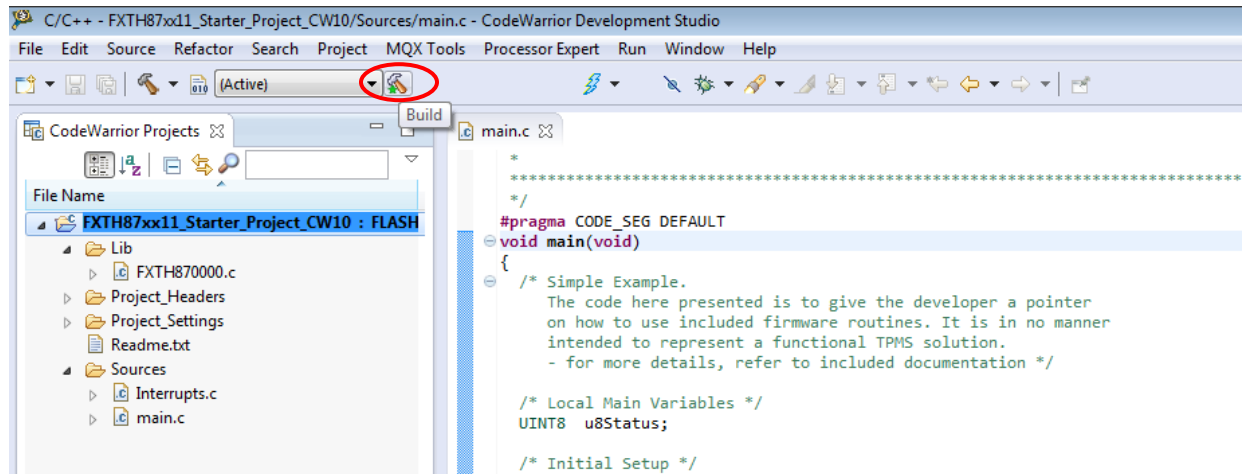 C/C++ - FXTH87xx11_Starter_Project_CW10/Sources/main.c - CodeWarrior Development Studio
File Edit Source Refactor Search Project MQX Tools Processor Expert Run Window Help
010 (Active)
Build
CodeWarrior Projects
File Name
FXTH87xx11_Starter_Project_CW10 : FLASH
Lib
FXTH870000.c
Project_Headers
Project_Settings
Readme.txt
Sources
Interrupts.c
main.c
main.c
*
******************************************************************************
*/
#pragma CODE_SEG DEFAULT
void main(void)
{
/* Simple Example.
The code here presented is to give the developer a pointer
on how to use included firmware routines. It is in no manner
intended to represent a functional TPMS solution.
- for more details, refer to included documentation */
/* Local Main Variables */
UINT8 u8Status;
/* Initial Setup */